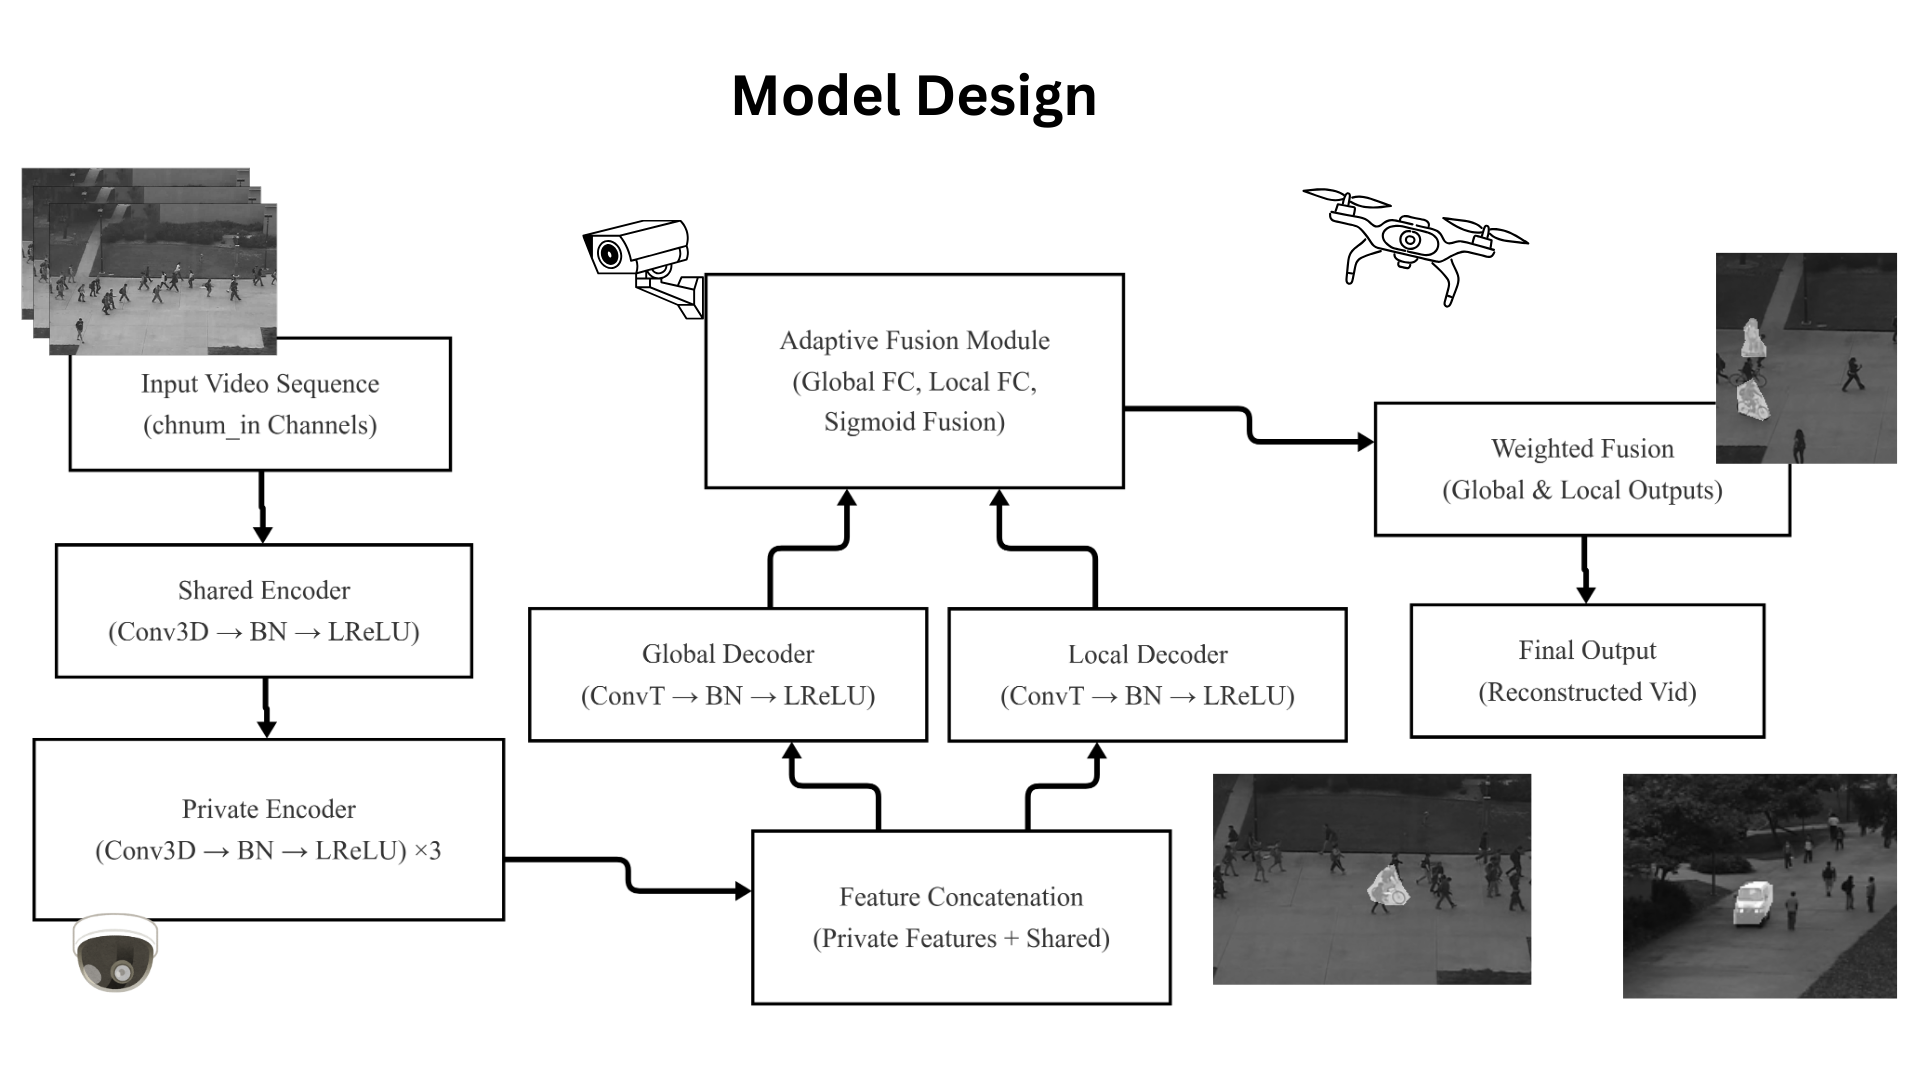 Model Design
Input Video Sequence
(chnum_in Channels)
Shared Encoder
(Conv3D → BN → LReLU)
Private Encoder
(Conv3D → BN → LReLU) ×3
Feature Concatenation
(Private Features + Shared)
Global Decoder
(ConvT → BN → LReLU)
Local Decoder
(ConvT → BN → LReLU)
Adaptive Fusion Module
(Global FC, Local FC,
Sigmoid Fusion)
Weighted Fusion
(Global & Local Outputs)
Final Output
(Reconstructed Vid)